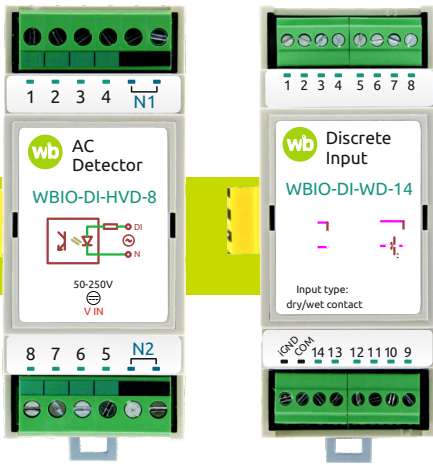 1 2 3 4 N1
wb AC
Detector
WBIO-DI-HVD-8
DI
N
50-250V
V IN
8 7 6 5 N2
1 2 3 4 5 6 7 8
wb Discrete
Input
WBIO-DI-WD-14
Input type:
dry/wet contact
iGND COM 14 13 12 11 10 9